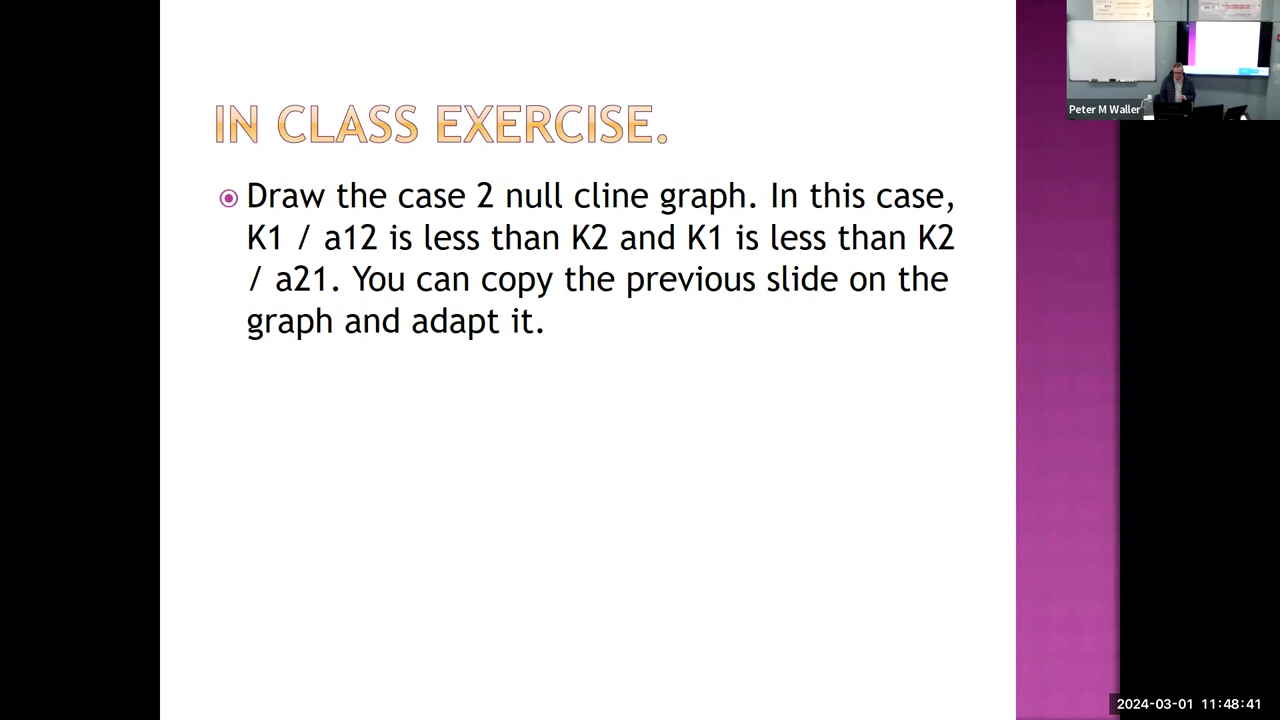 IN CLASS EXERCISE.
Draw the case 2 null cline graph. In this case,
K1 / a12 is less than K2 and K1 is less than K2
/ a21. You can copy the previous slide on the
graph and adapt it.
Peter M Waller
2024-03-01 11:48:41